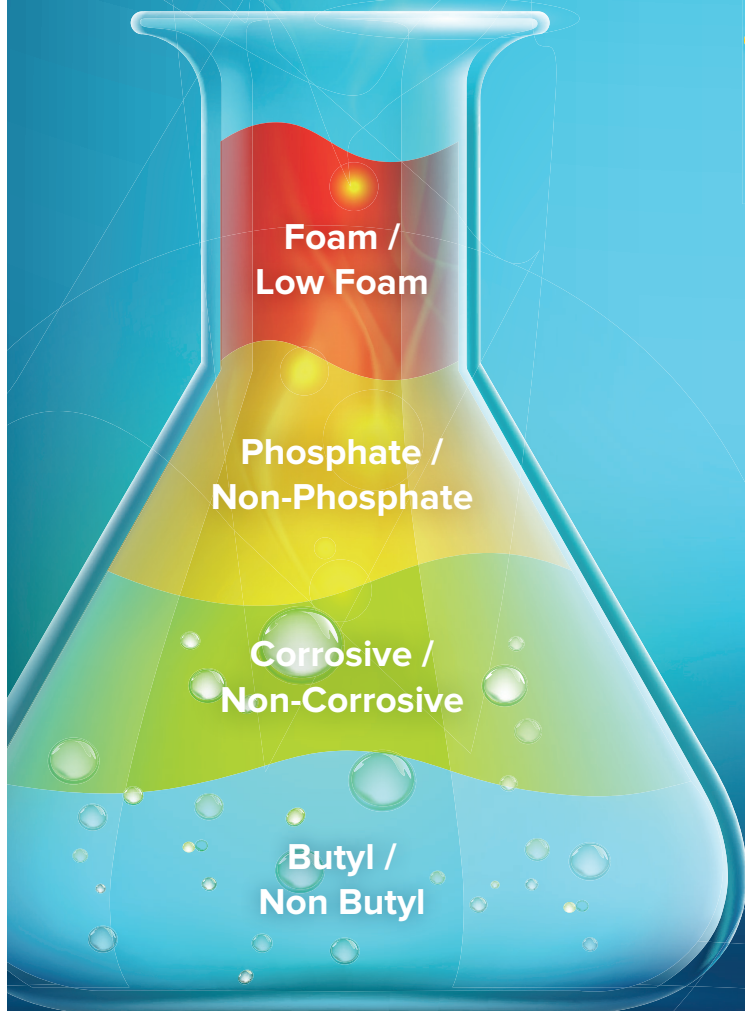 Foam /
Low Foam
Phosphate /
Non-Phosphate
Corrosive /
Non-Corrosive
Butyl /
Non Butyl